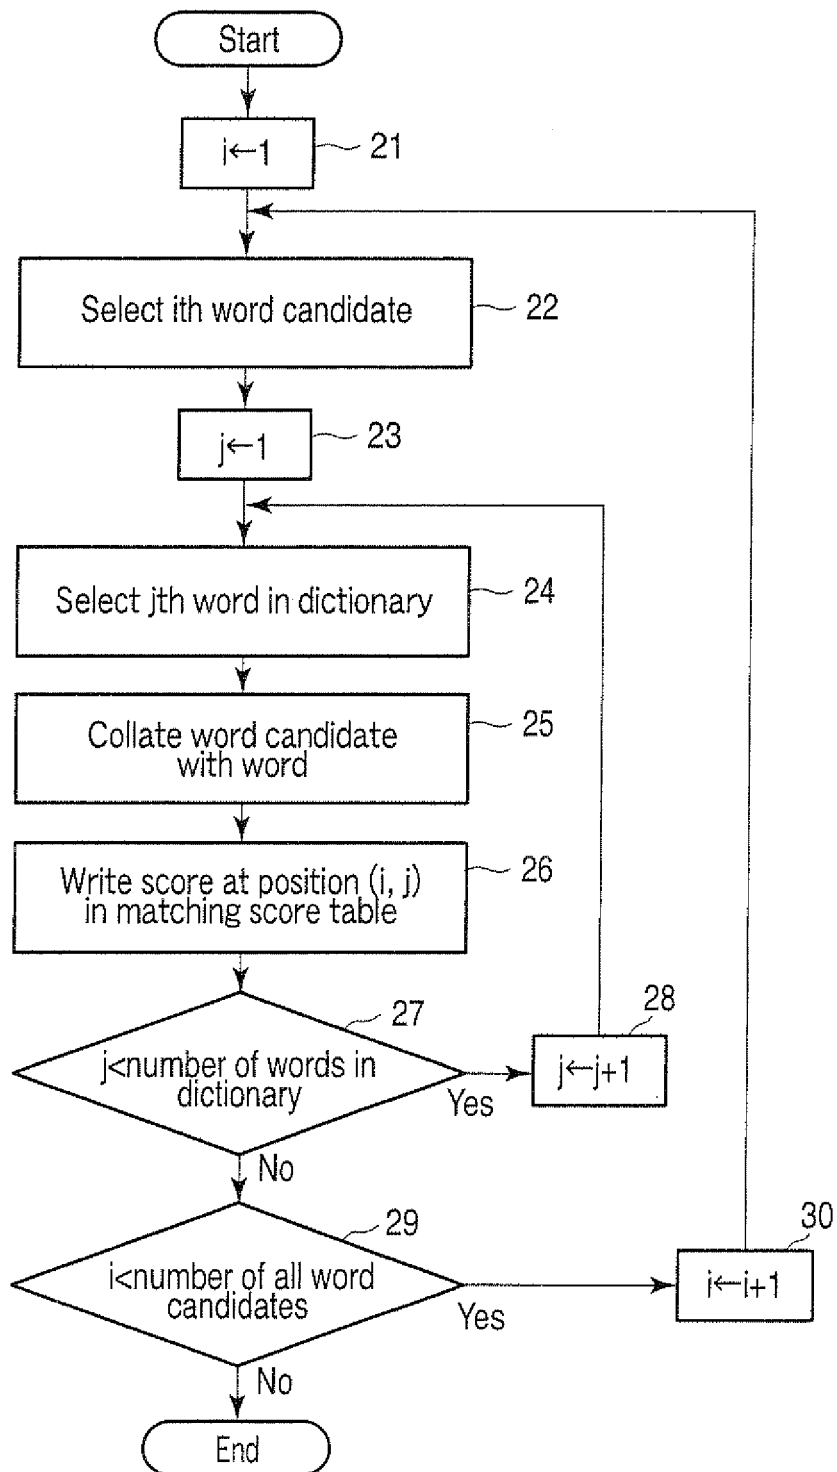 Start
i←1
21
Select ith word candidate
22
j←1
23
Select jth word in dictionary
24
Collate word candidate
with word
25
Write score at position (i, j)
in matching score table
26
j<number of words in
dictionary
27
Yes
j←j+1
28
No
i<number of all word
candidates
29
Yes
i←i+1
30
No
End